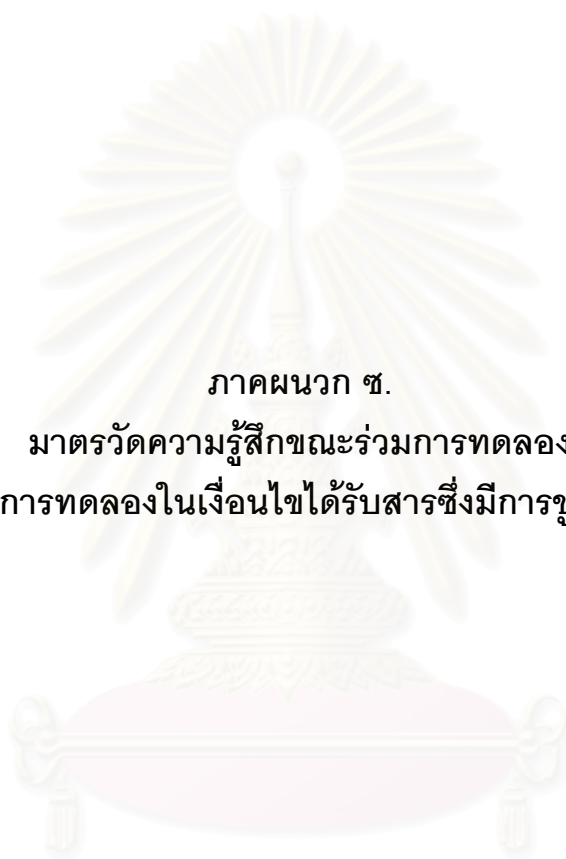 ภาคผนวก ซ.
มาตรวัดความรู้สึกขณะร่วมการทดลอง
การทดลองในเงื่อนไขได้รับสารซึ่งมีการ